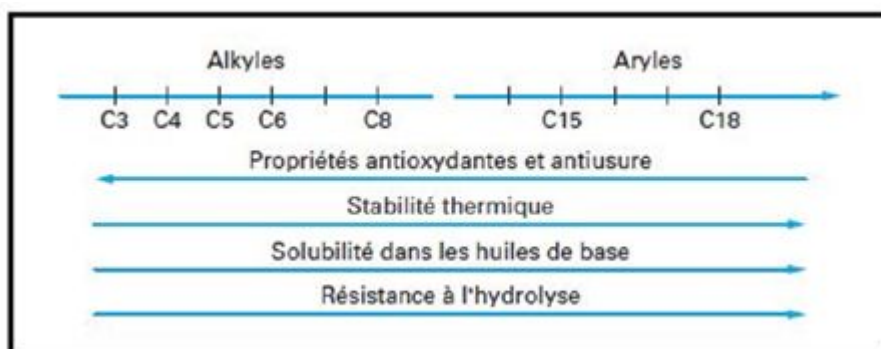 Alkyles Aryles
C3 C4 C5 C6 C8 C15 C18
Propriétés antioxydantes et antiusure
Stabilité thermique
Solubilité dans les huiles de base
Résistance à l'hydrolyse